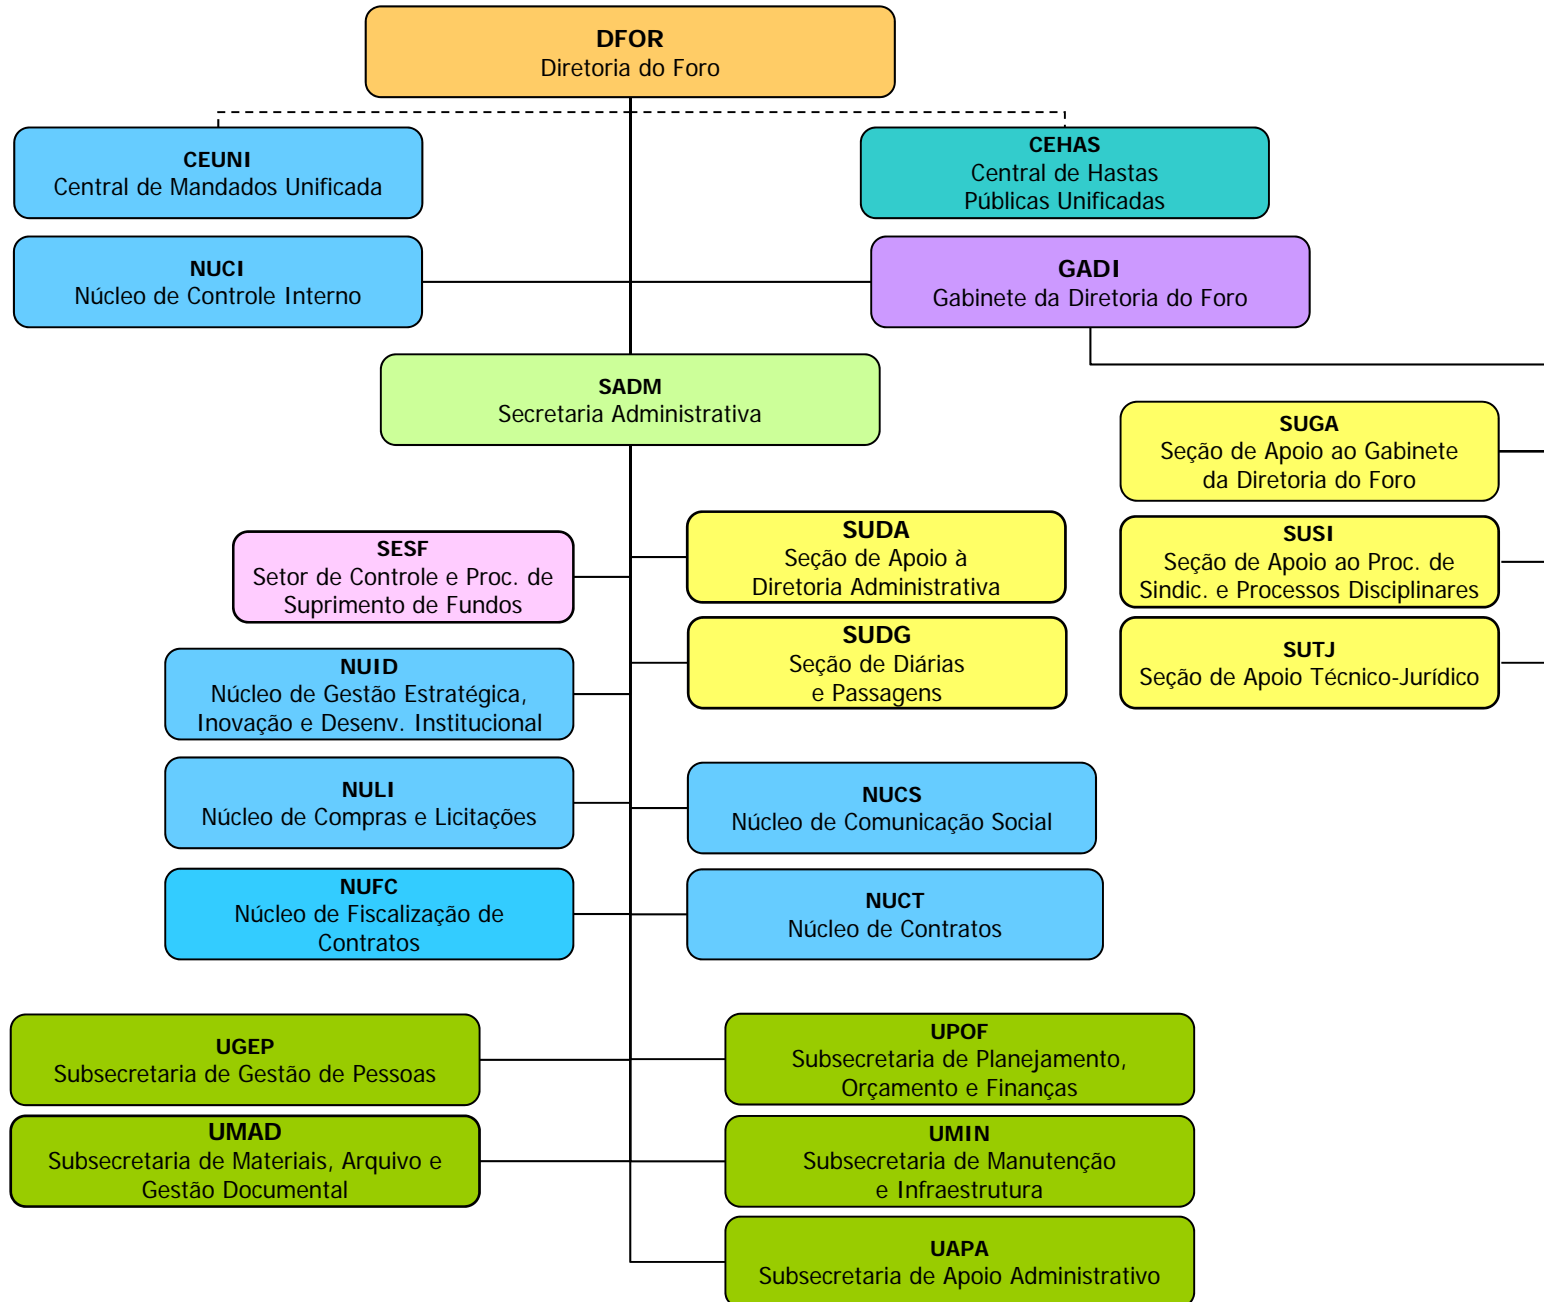 DFOR
Diretoria do Foro
CEUNI
Central de Mandados Unificada
CEHAS
Central de Hastas
Públicas Unificadas
NUCI
Núcleo de Controle Interno
GADI
Gabinete da Diretoria do Foro
SADM
Secretaria Administrativa
SUGA
Seção de Apoio ao Gabinete
da Diretoria do Foro
SESF
Setor de Controle e Proc. de
Suprimento de Fundos
SUDA
Seção de Apoio à
Diretoria Administrativa
SUSI
Seção de Apoio ao Proc. de
Sindic. e Processos Disciplinares
SUDG
Seção de Diárias
e Passagens
SUTJ
Seção de Apoio Técnico-Jurídico
NUID
Núcleo de Gestão Estratégica,
Inovação e Desenv. Institucional
NULI
Núcleo de Compras e Licitações
NUCS
Núcleo de Comunicação Social
NUFC
Núcleo de Fiscalização de
Contratos
NUCT
Núcleo de Contratos
UGEP
Subsecretaria de Gestão de Pessoas
UPOF
Subsecretaria de Planejamento,
Orçamento e Finanças
UMAD
Subsecretaria de Materiais, Arquivo e
Gestão Documental
UMIN
Subsecretaria de Manutenção
e Infraestrutura
UAPA
Subsecretaria de Apoio Administrativo